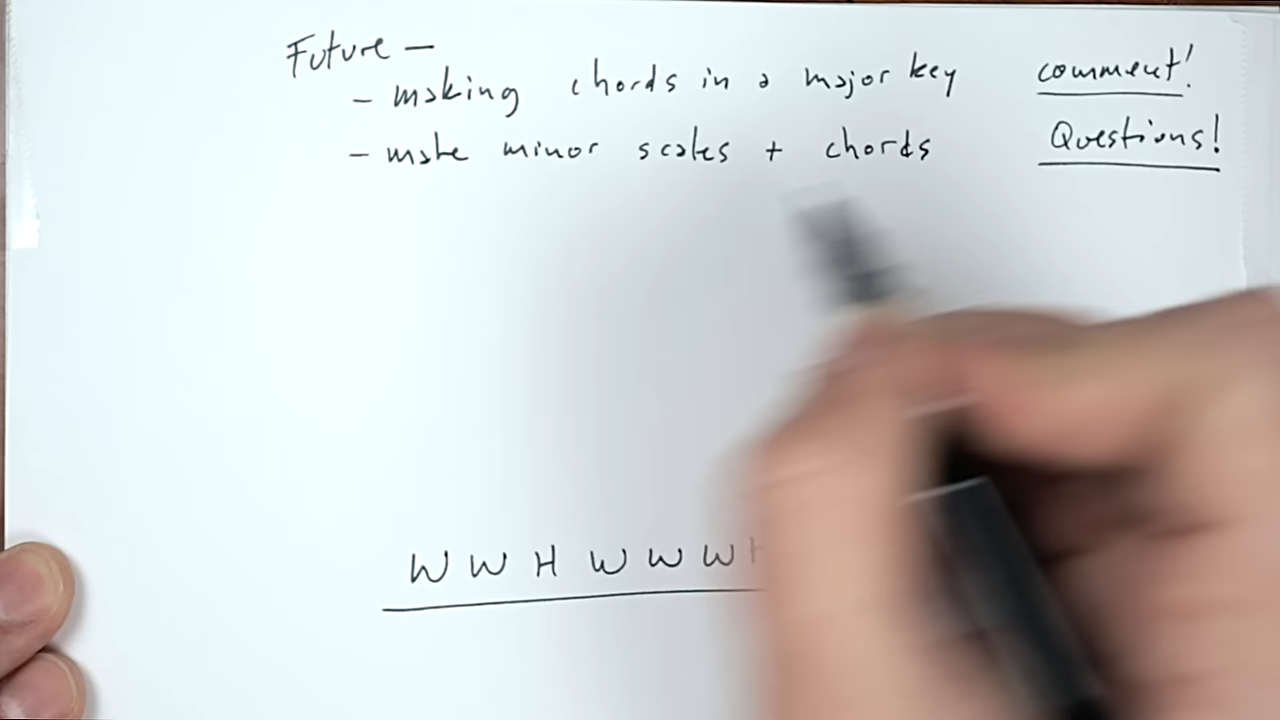 Future —
- making chords in a major key
comment!
- make minor scales + chords
Questions!
W W H W W W H